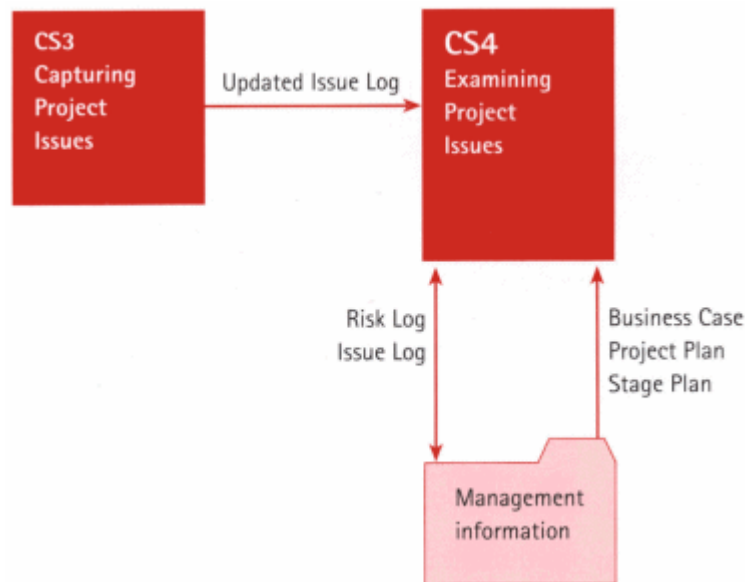 CS3
Capturing
Project
Issues
Updated Issue Log
CS4
Examining
Project
Issues
Risk Log
Issue Log
Business Case
Project Plan
Stage Plan
Management
information